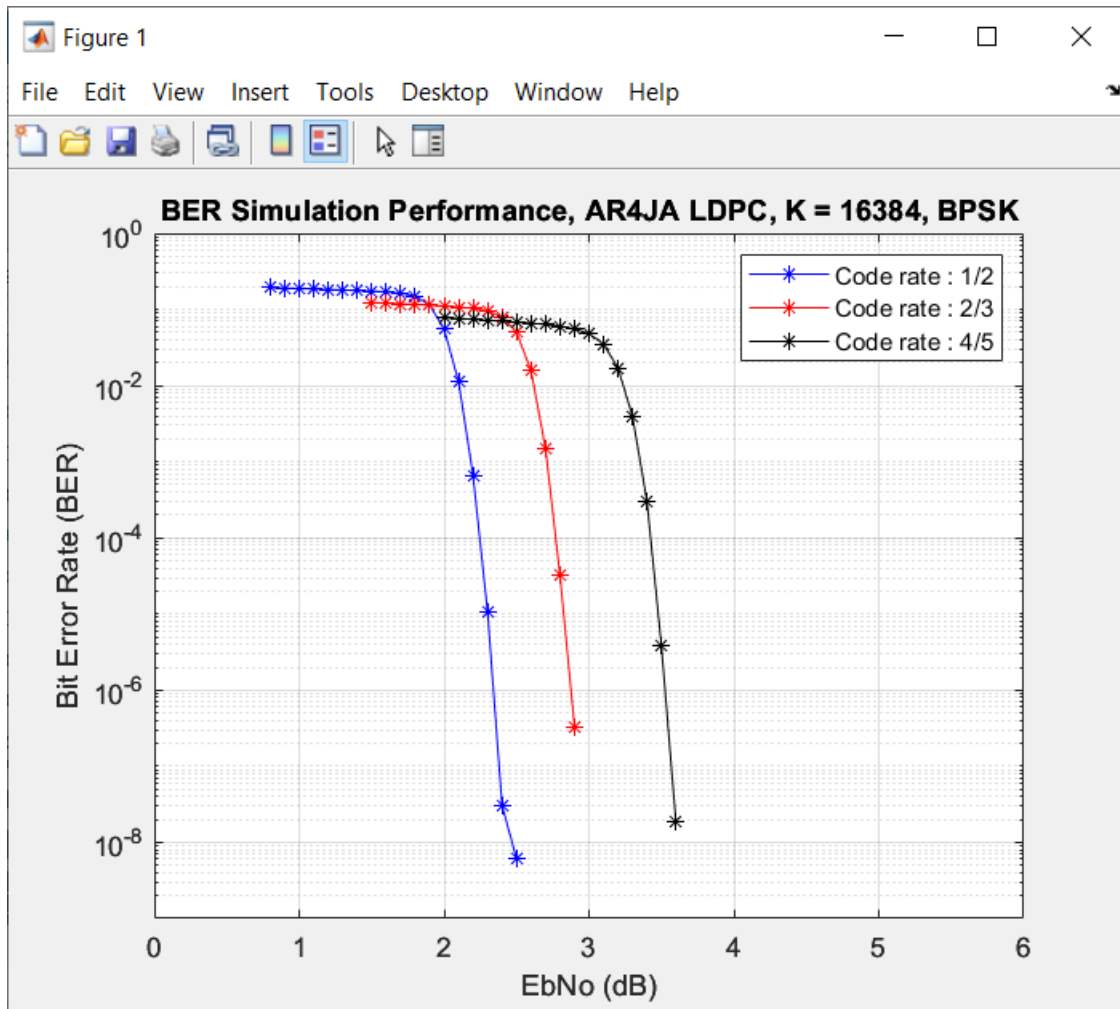 Figure 1
File Edit View Insert Tools Desktop Window Help
BER Simulation Performance, AR4JA LDPC, K = 16384, BPSK
10^0
10^-2
10^-4
10^-6
10^-8
Bit Error Rate (BER)
Code rate : 1/2
Code rate : 2/3
Code rate : 4/5
0 1 2 3 4 5 6
EbNo (dB)